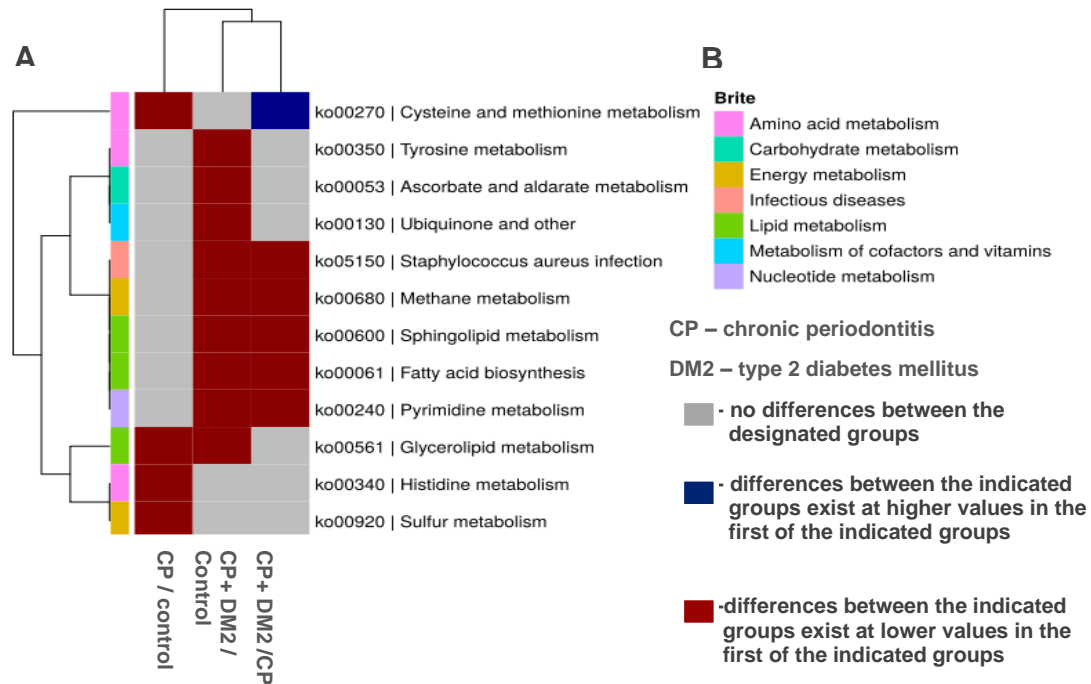 A
ko00270 | Cysteine and methionine metabolism
ko00350 | Tyrosine metabolism
ko00053 | Ascorbate and aldarate metabolism
ko00130 | Ubiquinone and other
ko05150 | Staphylococcus aureus infection
ko00680 | Methane metabolism
ko00600 | Sphingolipid metabolism
ko00061 | Fatty acid biosynthesis
ko00240 | Pyrimidine metabolism
ko00561 | Glycerolipid metabolism
ko00340 | Histidine metabolism
ko00920 | Sulfur metabolism
CP / control
CP+ DM2 /
Control
CP+ DM2 /CP
B
Brite
Amino acid metabolism
Carbohydrate metabolism
Energy metabolism
Infectious diseases
Lipid metabolism
Metabolism of cofactors and vitamins
Nucleotide metabolism
CP – chronic periodontitis
DM2 – type 2 diabetes mellitus
- no differences between the
designated groups
- differences between the indicated
groups exist at higher values in the
first of the indicated groups
-differences between the indicated
groups exist at lower values in the
first of the indicated groups